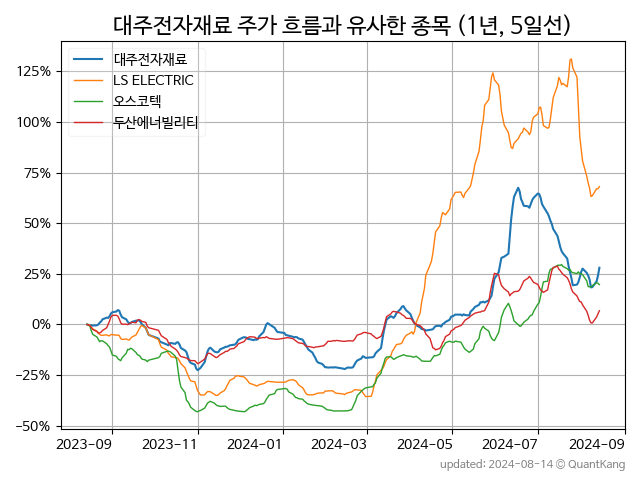 대주전자재료 주가 흐름과 유사한 종목 (1년, 5일선)
대주전자재료
LS ELECTRIC
오스코텍
두산에너빌리티
125%
100%
75%
50%
25%
0%
−25%
−50%
2023-09 2023-11 2024-01 2024-03 2024-05 2024-07 2024-09
updated: 2024-08-14 © QuantKang